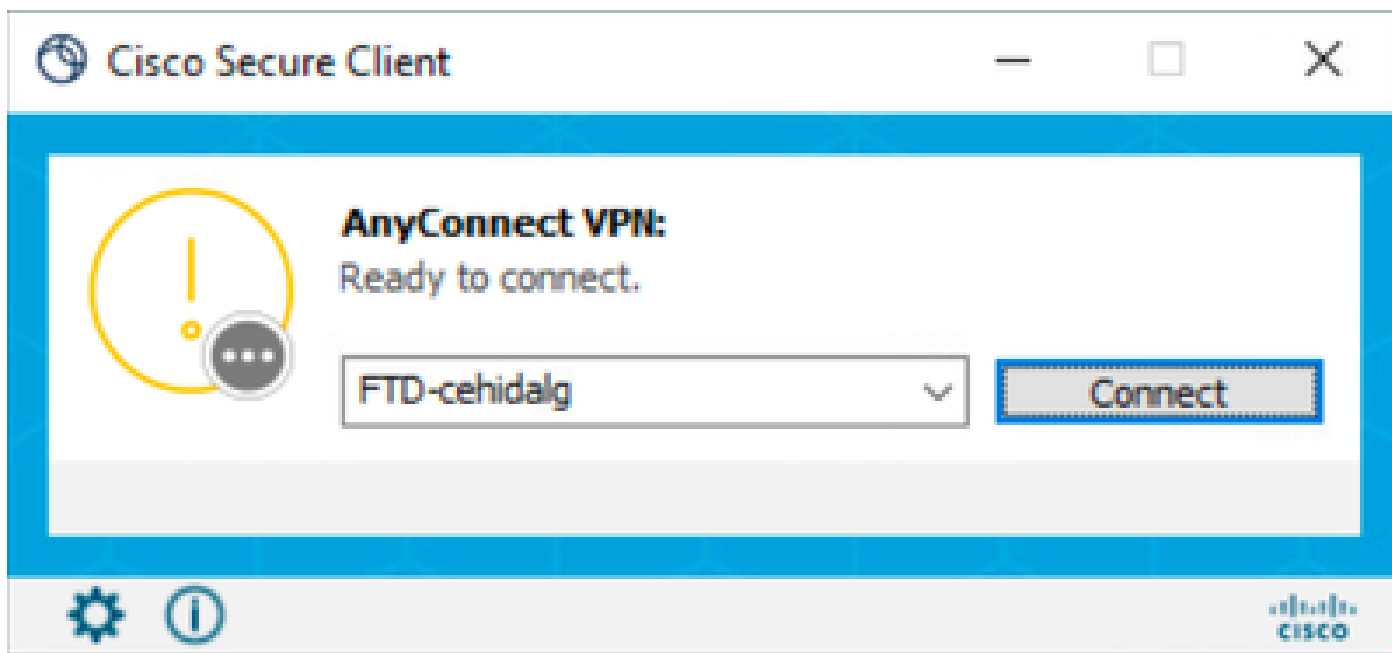 Cisco Secure Client
AnyConnect VPN:
Ready to connect.
FTD-cehidalg
Connect
CISCO